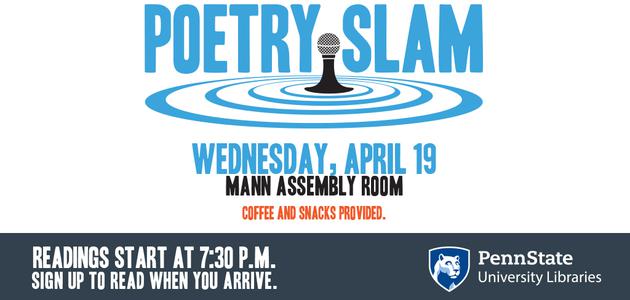 POETRY SLAM
WEDNESDAY, APRIL 19
MANN ASSEMBLY ROOM
COFFEE AND SNACKS PROVIDED.
READINGS START AT 7:30 P.M.
SIGN UP TO READ WHEN YOU ARRIVE.
PennState
University Libraries